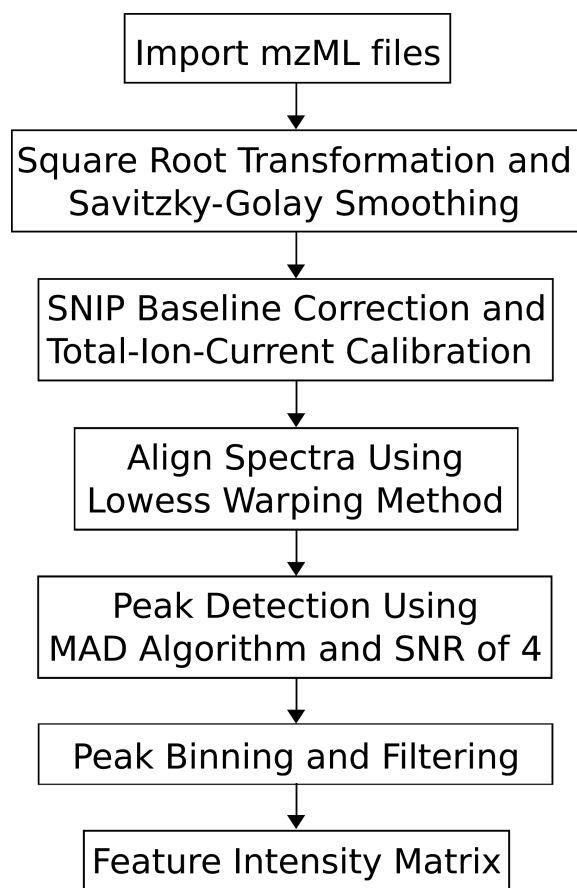 Import mzML files
Square Root Transformation and
Savitzky-Golay Smoothing
SNIP Baseline Correction and
Total-Ion-Current Calibration
Align Spectra Using
Lowess Warping Method
Peak Detection Using
MAD Algorithm and SNR of 4
Peak Binning and Filtering
Feature Intensity Matrix